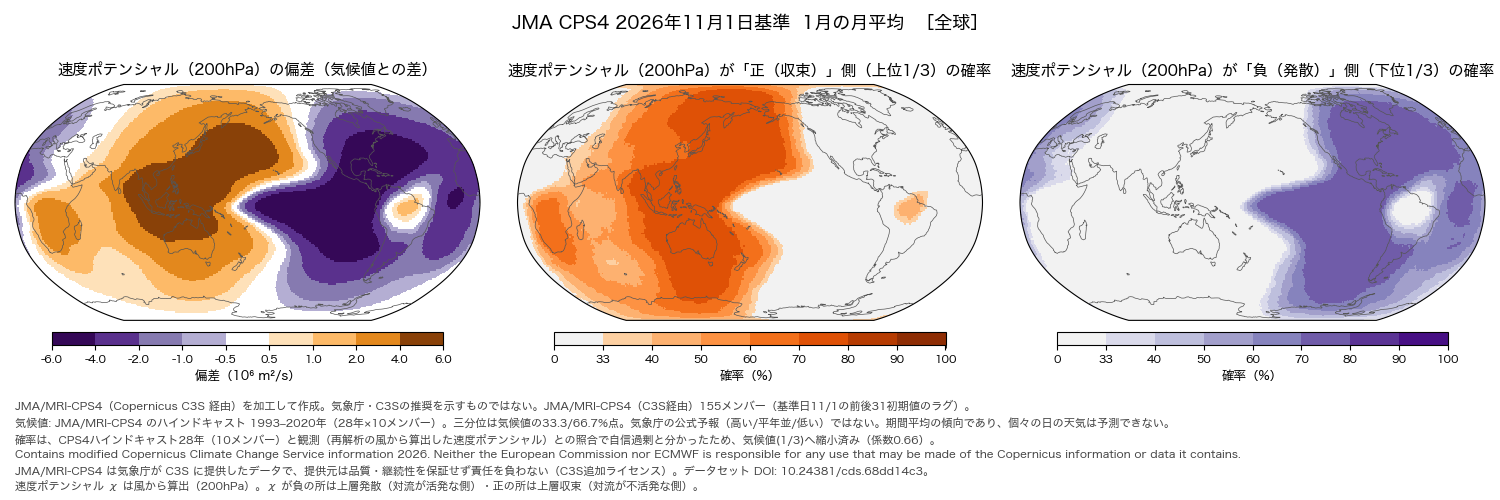 JMA CPS4 2026年11月1日基準 1月の月平均 ［全球］
速度ポテンシャル（200hPa）の偏差（気候値との差）
速度ポテンシャル（200hPa）が「正（収束）」側（上位1/3）の確率
速度ポテンシャル（200hPa）が「負（発散）」側（下位1/3）の確率
-6.0 -4.0 -2.0 -1.0 -0.5 0.5 1.0 2.0 4.0 6.0
偏差（10⁶ m²/s）
0 33 40 50 60 70 80 90 100
確率（%）
0 33 40 50 60 70 80 90 100
確率（%）
JMA/MRI-CPS4（Copernicus C3S 経由）を加工して作成。気象庁・C3Sの推奨を示すものではない。JMA/MRI-CPS4（C3S経由）155メンバー（基準日11/1の前後31初期値のラグ）。
気候値: JMA/MRI-CPS4 のハインドキャスト 1993–2020年（28年×10メンバー）。三分位は気候値の33.3/66.7%点。気象庁の公式予報（高い/平年並/低い）ではない。期間平均の傾向であり、個々の日の天気は予測できない。
確率は、CPS4ハインドキャスト28年（10メンバー）と観測（再解析の風から算出した速度ポテンシャル）との照合で自信過剰と分かったため、気候値(1/3)へ縮小済み（係数0.66）。
Contains modified Copernicus Climate Change Service information 2026. Neither the European Commission nor ECMWF is responsible for any use that may be made of the Copernicus information or data it contains.
JMA/MRI-CPS4 は気象庁が C3S に提供したデータで、提供元は品質・継続性を保証せず責任を負わない（C3S追加ライセンス）。データセット DOI: 10.24381/cds.68dd14c3。
速度ポテンシャル χ は風から算出（200hPa）。χ が負の所は上層発散（対流が活発な側）・正の所は上層収束（対流が不活発な側）。